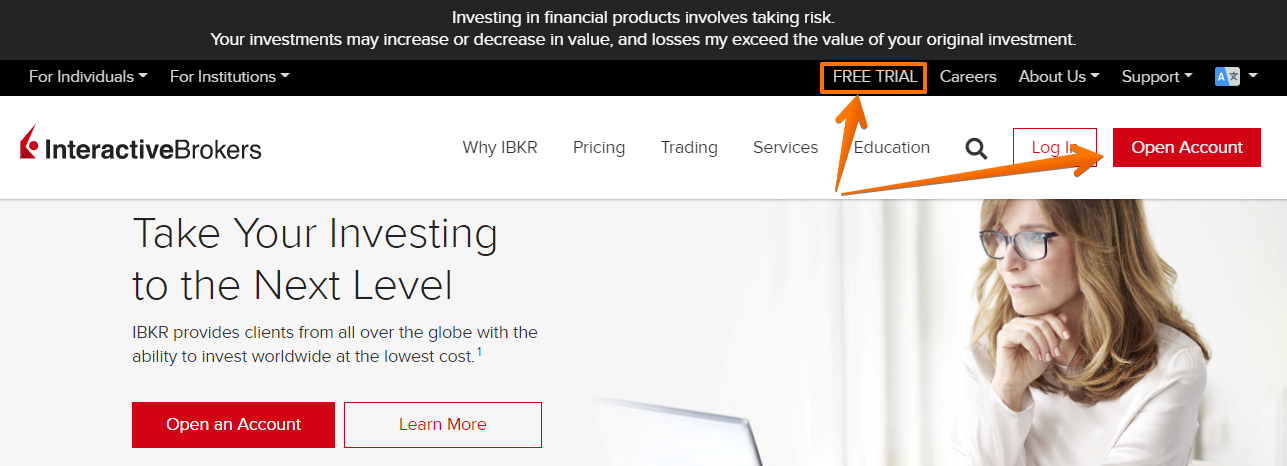 Investing in financial products involves taking risk.
Your investments may increase or decrease in value, and losses my exceed the value of your original investment.
For Individuals For Institutions FREE TRIAL Careers About Us Support A
InteractiveBrokers Why IBKR Pricing Trading Services Education Log In Open Account
Take Your Investing
to the Next Level
IBKR provides clients from all over the globe with the
ability to invest worldwide at the lowest cost.1
Open an Account Learn More